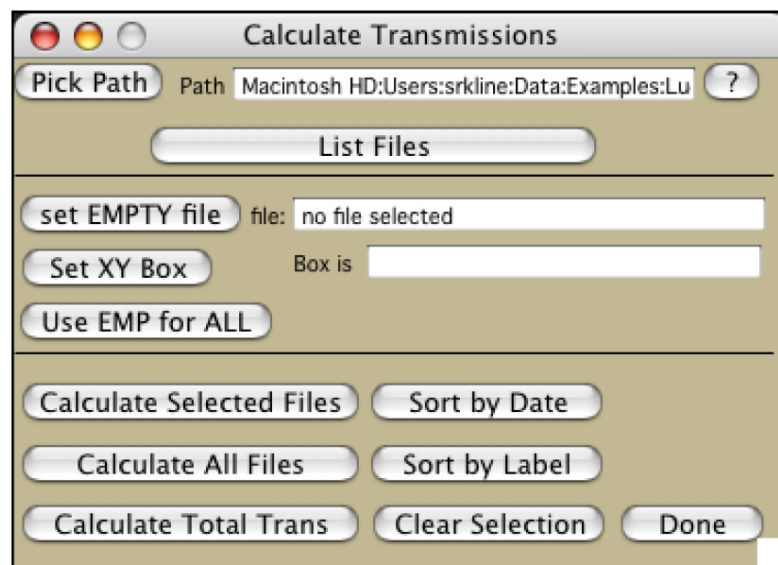 Calculate Transmissions
Pick Path Path Macintosh HD:Users:srkline:Data:Examples:Lu ?
List Files
set EMPTY file file: no file selected
Set XY Box Box is
Use EMP for ALL
Calculate Selected Files Sort by Date
Calculate All Files Sort by Label
Calculate Total Trans Clear Selection Done